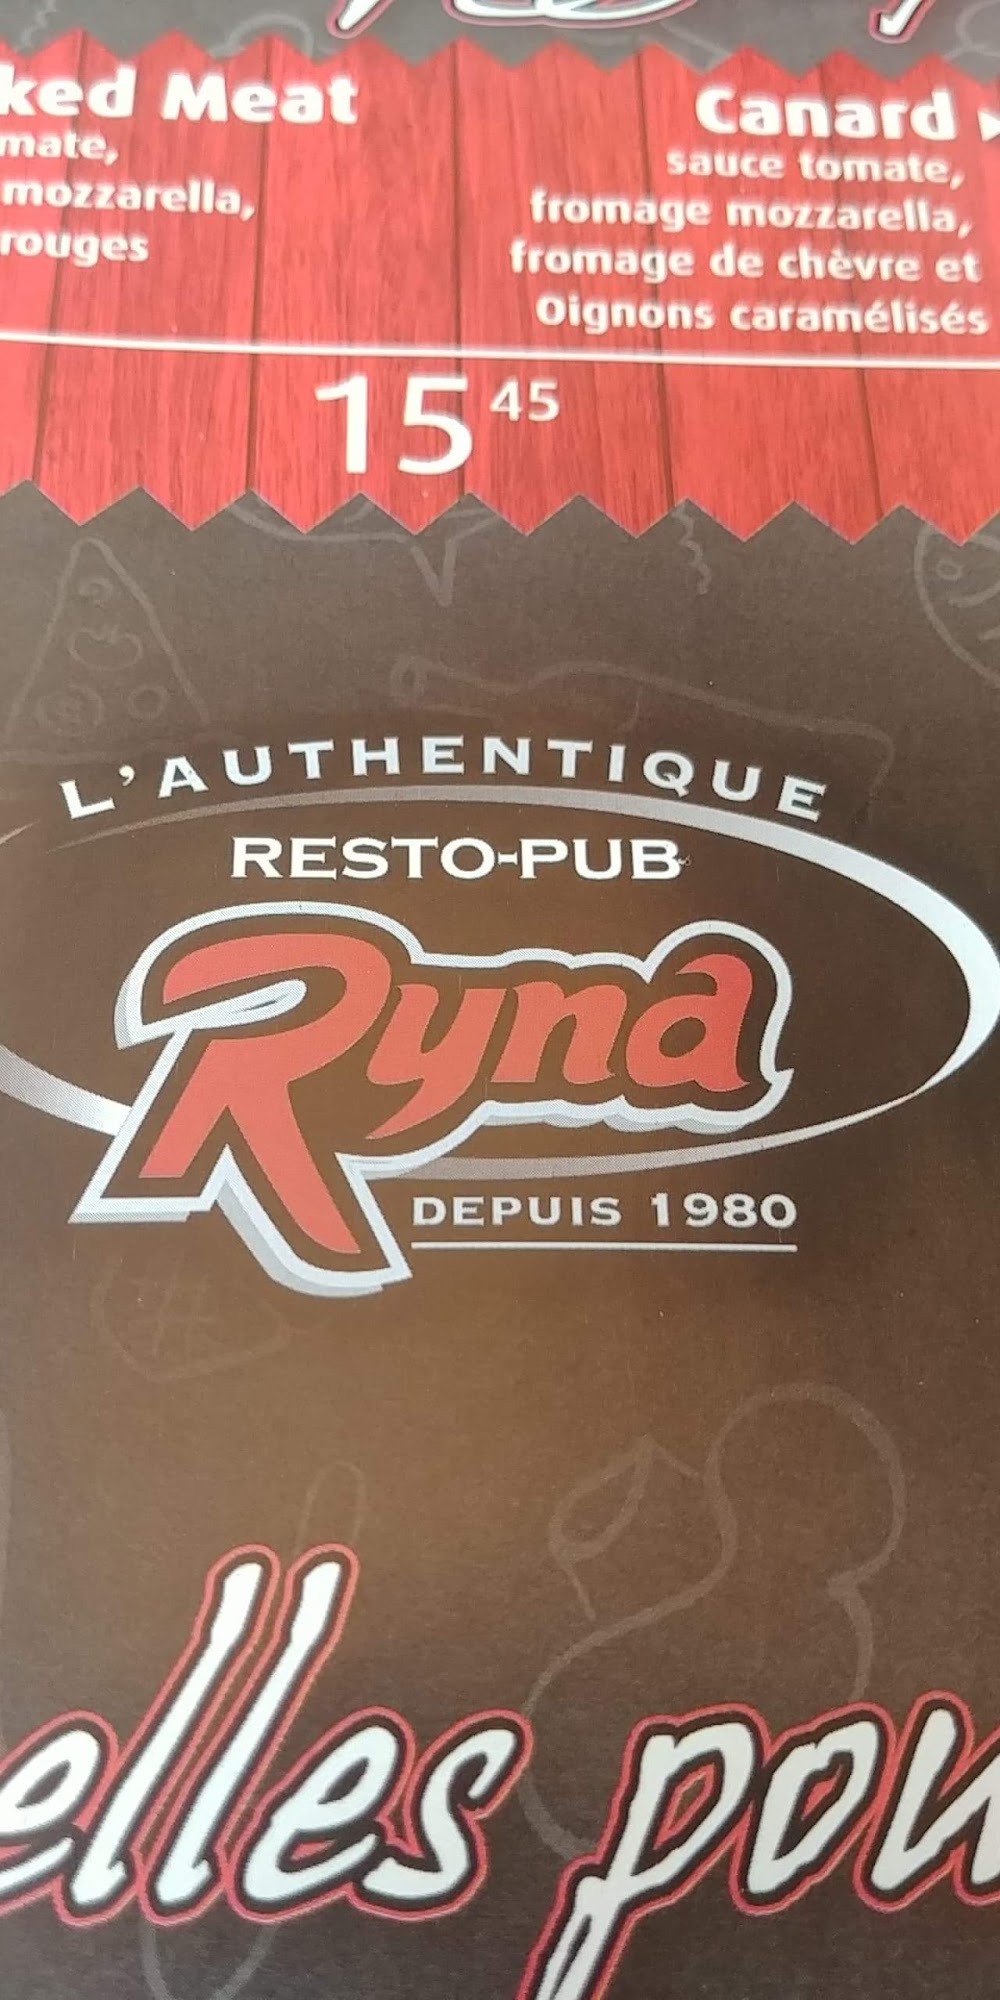 ked Meat
mate,
mozzarella,
rouges
Canard
sauce tomate,
fromage mozzarella,
fromage de chèvre et
Oignons caramélisés
15 45
L'AUTHENTIQUE
RESTO-PUB
Ryna
DEPUIS 1980
elles pou